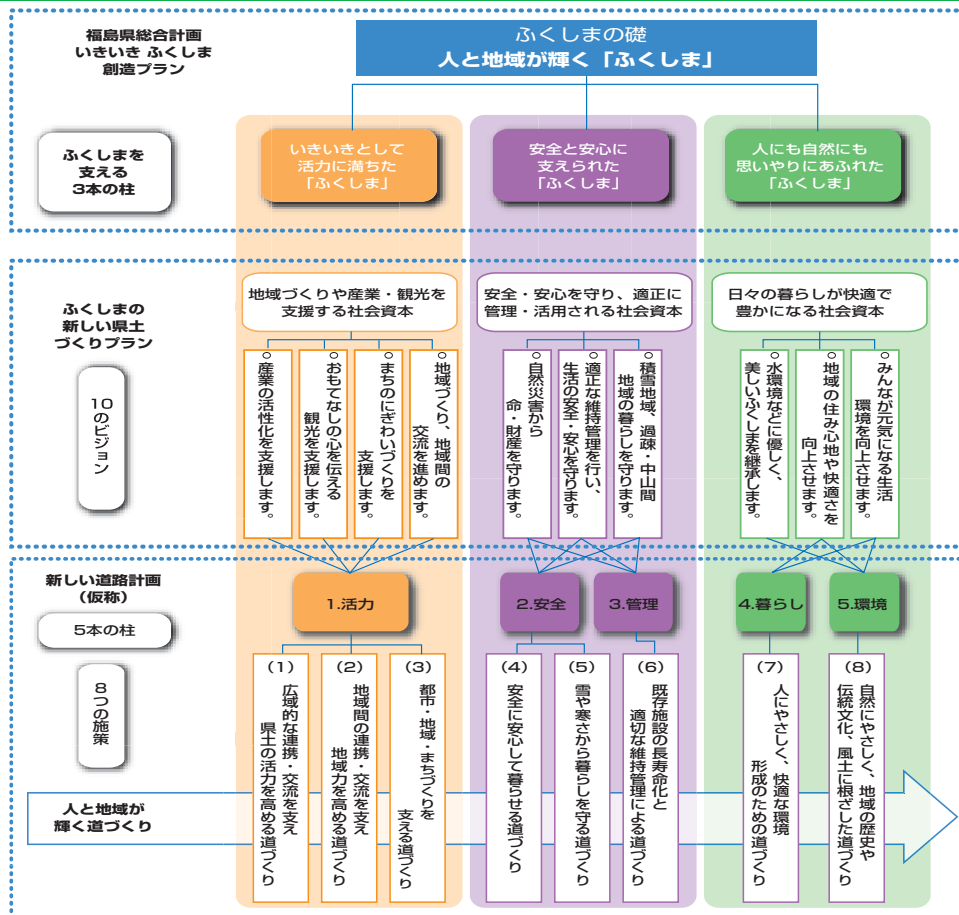 福島県総合計画
いきいき ふくしま
創造プラン
ふくしまの礎
人と地域が輝く「ふくしま」
ふくしまを
支える
3本の柱
いきいきとして
活力に満ちた
「ふくしま」
安全と安心に
支えられた
「ふくしま」
人にも自然にも
思いやりにあふれた
「ふくしま」
ふくしまの
新しい県土
づくりプラン
10のビジョン
地域づくりや産業・観光を
支援する社会資本
○産業の活性化を支援します。
○おもてなしの心を伝える
観光を支援します。
○まちのにぎわいづくりを
支援します。
○地域づくり、地域間の
交流を進めます。
安全・安心を守り、適正に
管理・活用される社会資本
○自然災害から
命・財産を守ります。
○適正な維持管理を行い、
生活の安全・安心を守ります。
○積雪地域、過疎・中山間
地域の暮らしを守ります。
日々の暮らしが快適で
豊かになる社会資本
○水環境などに優しく、
美しいふくしまを継承します。
○地域の住み心地や快適さを
向上させます。
○みんなが元気になる生活
環境を向上させます。
新しい道路計画
（仮称）
5本の柱
8つの施策
1.活力
2.安全
3.管理
4.暮らし
5.環境
(1)
広域的な連携・交流を支え
県土の活力を高める道づくり
(2)
地域間の連携・交流を支え
地域力を高める道づくり
(3)
都市・地域・まちづくりを
支える道づくり
(4)
安全に安心して暮らせる道づくり
(5)
雪や寒さから暮らしを守る道づくり
(6)
既存施設の長寿命化と
適切な維持管理による道づくり
(7)
人にやさしく、快適な環境
形成のための道づくり
(8)
自然にやさしく、地域の歴史や
伝統文化、風土に根ざした道づくり
人と地域が
輝く道づくり